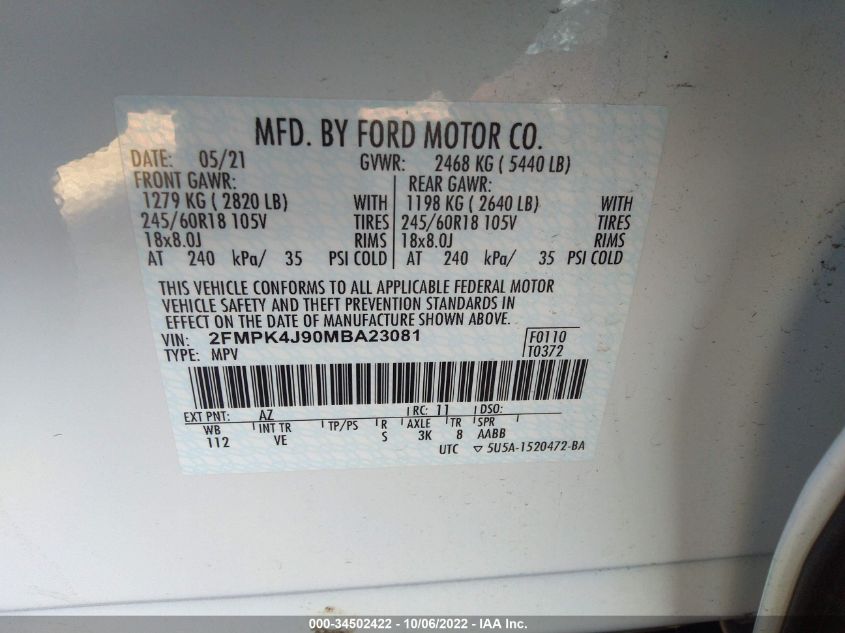 MFD. BY FORD MOTOR CO.
DATE: 05/21 GVWR: 2468 KG ( 5440 LB)
FRONT GAWR: REAR GAWR:
1279 KG ( 2820 LB) WITH 1198 KG ( 2640 LB) WITH
245/60R18 105V TIRES 245/60R18 105V TIRES
18x8.0J RIMS 18x8.0J RIMS
AT 240 kPa/ 35 PSI COLD AT 240 kPa/ 35 PSI COLD
THIS VEHICLE CONFORMS TO ALL APPLICABLE FEDERAL MOTOR
VEHICLE SAFETY AND THEFT PREVENTION STANDARDS IN
EFFECT ON THE DATE OF MANUFACTURE SHOWN ABOVE.
VIN: 2FMPK4J90MBA23081 F0110
TYPE: MPV T0372
EXT PNT: AZ RC: 11 DSO:
WB INT TR TP/PS R AXLE TR SPR
112 VE S 3K 8 AABB
UTC ▽ 5U5A-1520472-BA
000-34502422 - 10/06/2022 - IAA Inc.